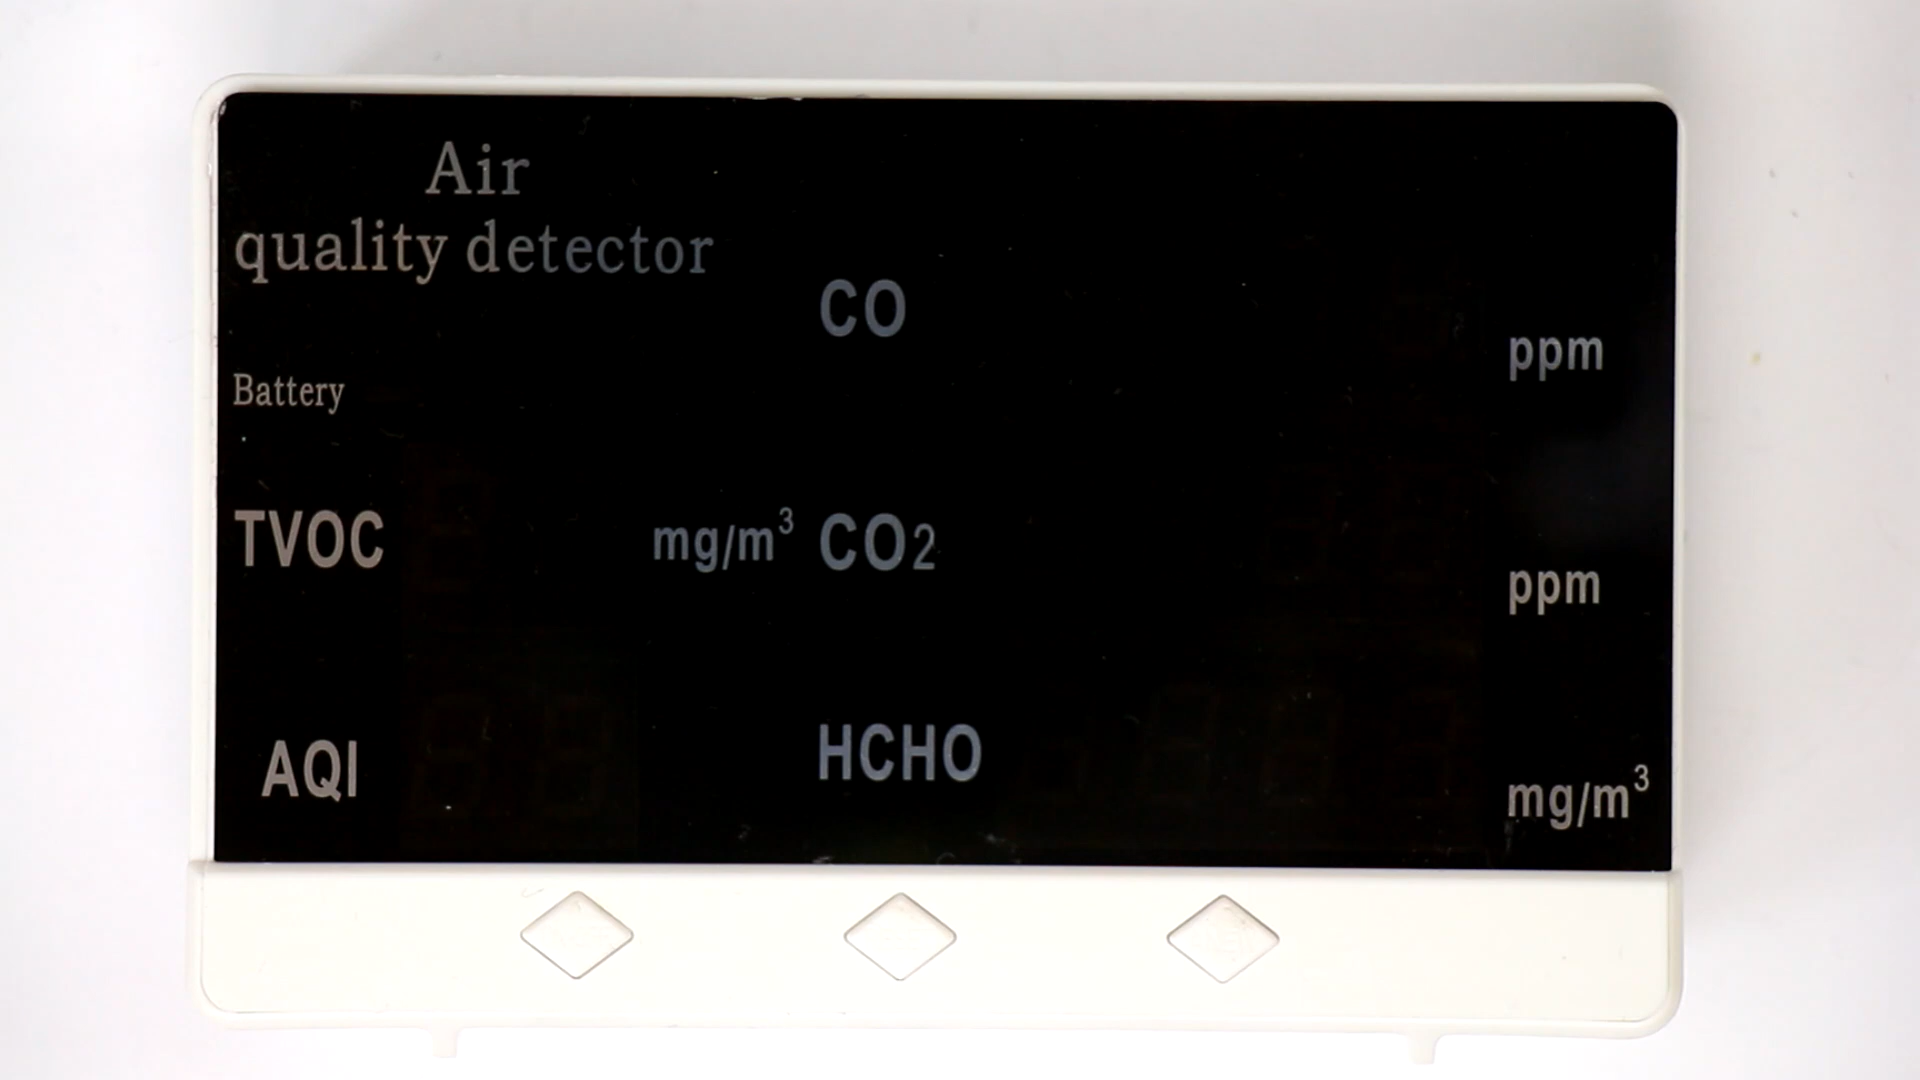 Air
quality detector
CO
ppm
Battery
TVOC mg/m³
CO2
ppm
AQI
HCHO
mg/m³